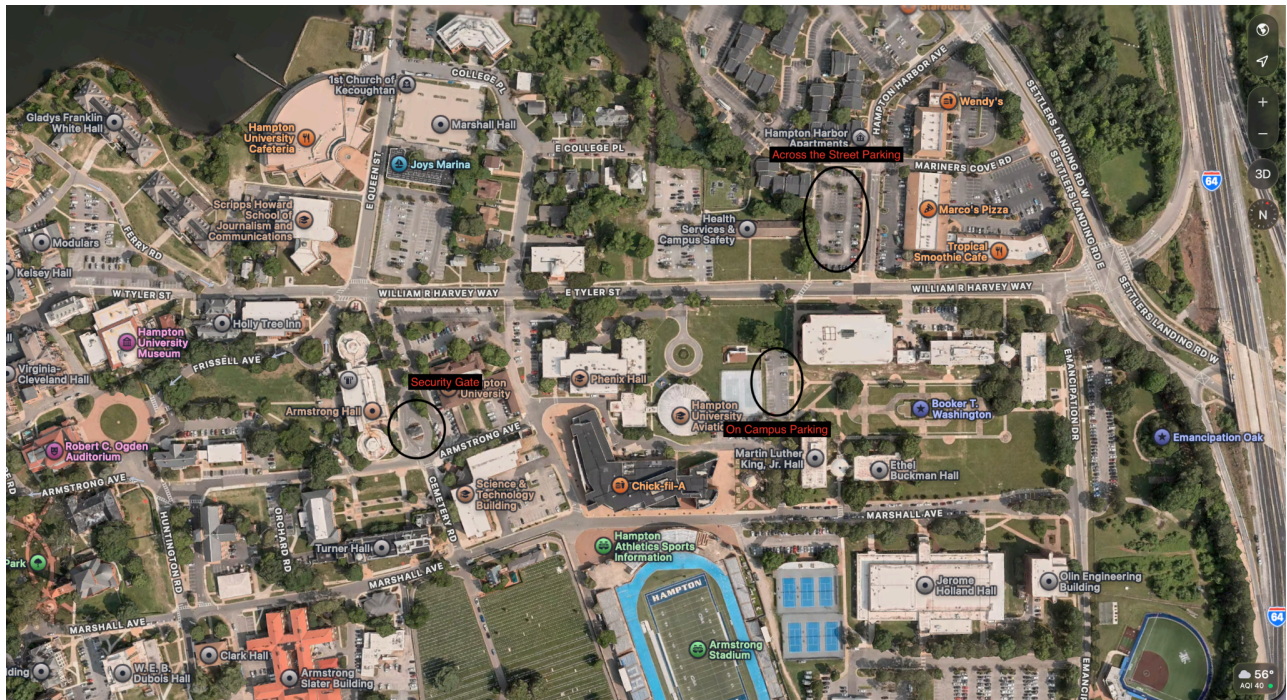 Starbucks
SETTLERS LANDING RD W
HAMPTON HARBOR AVE
COLLEGE PL
1st Church of
Kecoughtan
Wendy's
Gladys Franklin
White Hall
Marshall Hall
Hampton
University
Cafeteria
Hampton Harbor
Apartments
E COLLEGE PL
Across the Street Parking
MARINERS COVE RD
SETTLERS LANDING RD W
SETTLERS LANDING RD E
3D
64
N
Joys Marina
E QUEEN ST
Scripps Howard
School of
Journalism and
Communications
Marco's Pizza
Health
Services &
Campus Safety
FERRY RD
Modulars
Tropical
Smoothie Cafe
Kelsey Hall
W TYLER ST
WILLIAM R HARVEY WAY
E TYLER ST
WILLIAM R HARVEY WAY
SETTLERS LANDING RD W
Holly Tree Inn
Hampton
University
Museum
FRISSELL AVE
Virginia-
Cleveland Hall
Phenix Hall
Security Gate
Hampton
University
Armstrong Hall
EMANCIPATION DR
Booker T.
Washington
Hampton
University
Aviatio
On Campus Parking
ARMSTRONG AVE
Emancipation Oak
Robert C. Ogden
Auditorium
Martin Luther
King, Jr. Hall
Ethel
Buckman Hall
ARMSTRONG AVE
CEMETERY RD
Chick-fil-A
Science &
Technology
Building
MARSHALL AVE
HUNTINGTON RD
ORCHARD RD
Turner Hall
Hampton
Athletics Sports
Information
Park
MARSHALL AVE
HAMPTON
Jerome
Holland Hall
Olin Engineering
Building
64
MARSHALL AVE
Clark Hall
Armstrong
Stadium
W. E. B.
Dubois Hall
Armstrong
Slater Building
56°
AQI 40